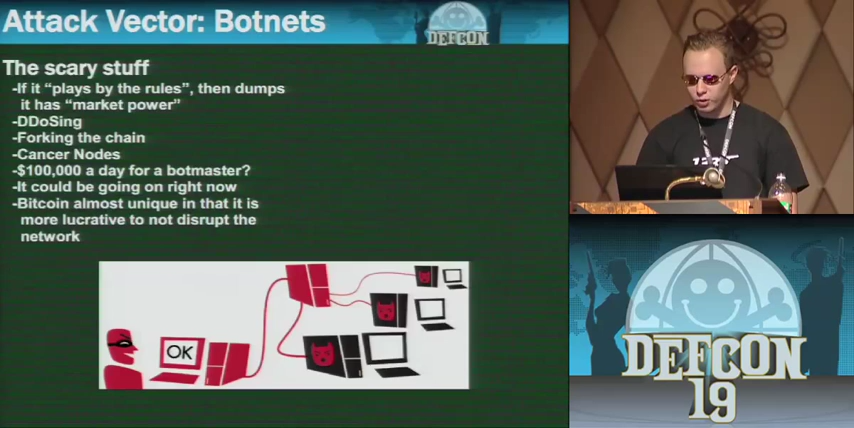 Attack Vector: Botnets
DEFCON
The scary stuff
-If it “plays by the rules”, then dumps
it has “market power”
-DDoSing
-Forking the chain
-Cancer Nodes
-$100,000 a day for a botmaster?
-It could be going on right now
-Bitcoin almost unique in that it is
more lucrative to not disrupt the
network
OK
DEFCON
19